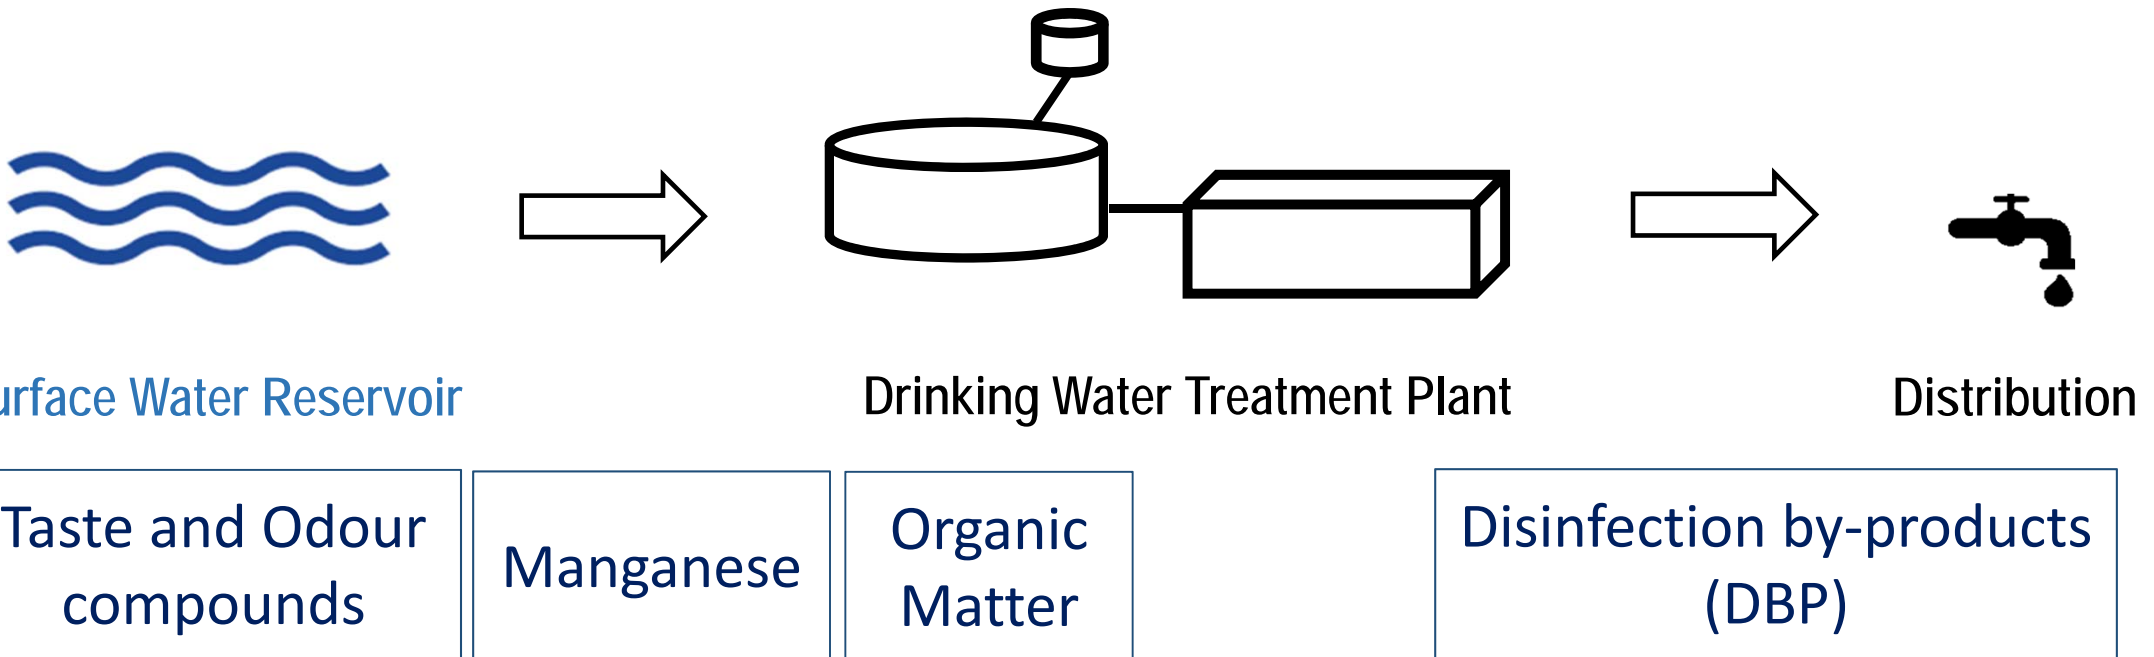 urface Water Reservoir
Drinking Water Treatment Plant
Distribution
Taste and Odour
compounds
Manganese
Organic
Matter
Disinfection by-products
(DBP)